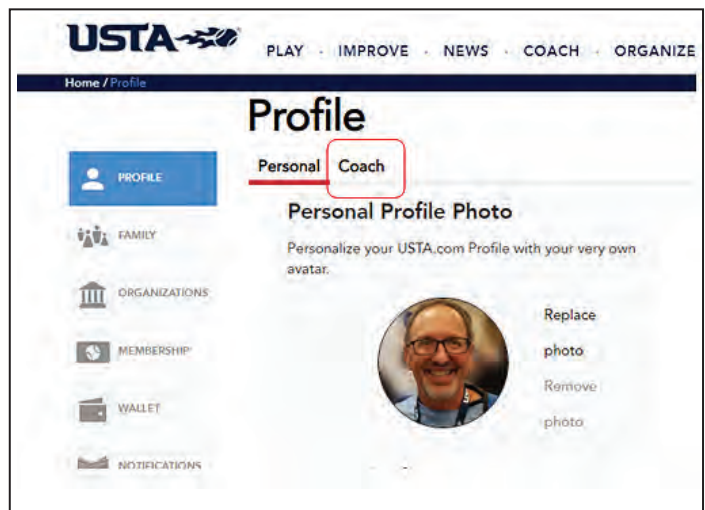 USTA
PLAY · IMPROVE · NEWS · COACH · ORGANIZE
Home / Profile
Profile
Personal Coach
PROFILE
Personal Profile Photo
FAMILY
Personalize your USTA.com Profile with your very own
avatar.
ORGANIZATIONS
Replace
photo
MEMBERSHIP
Remove
photo
WALLET
NOTIFICATIONS